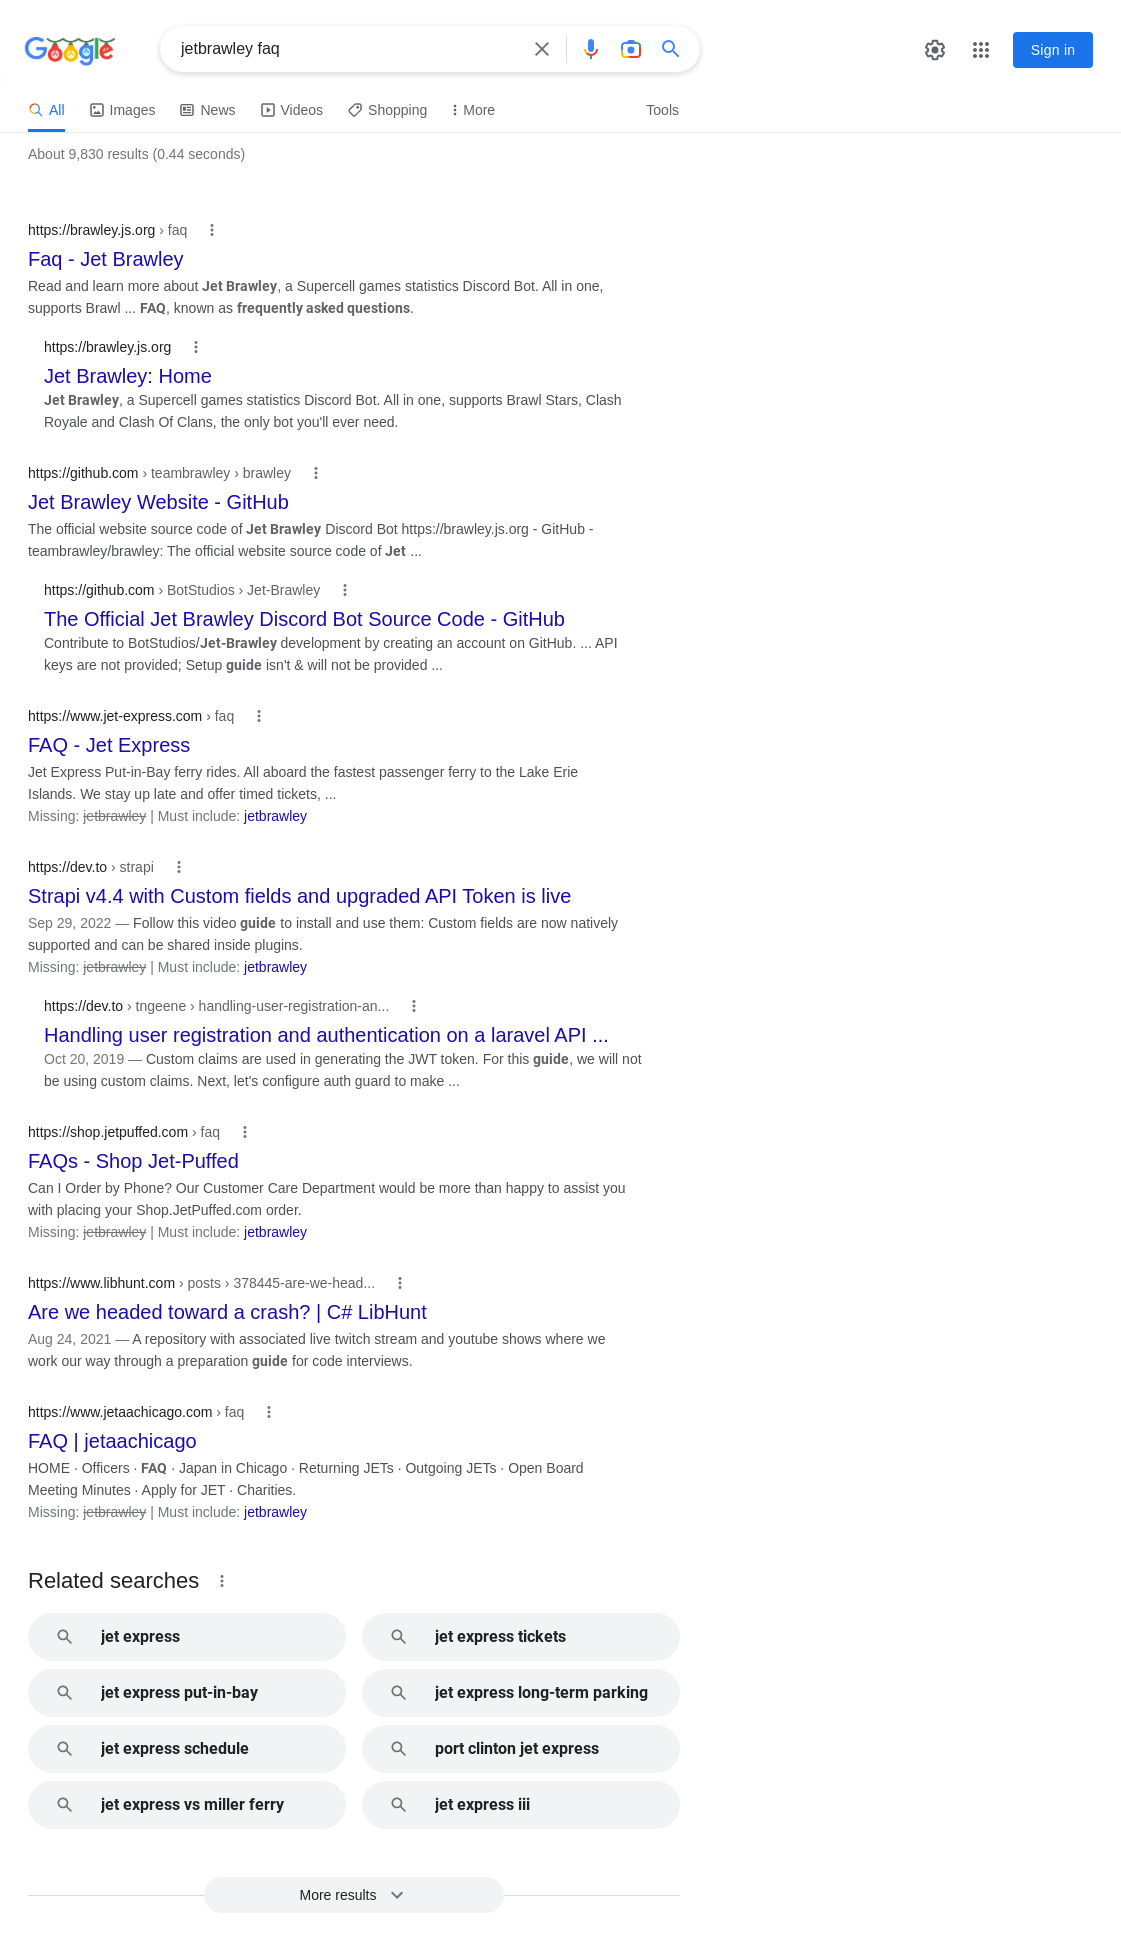 Google
jetbrawley faq
Sign in
All Images News Videos Shopping More Tools
About 9,830 results (0.44 seconds)
https://brawley.js.org › faq
Faq - Jet Brawley
Read and learn more about Jet Brawley, a Supercell games statistics Discord Bot. All in one,
supports Brawl ... FAQ, known as frequently asked questions.
https://brawley.js.org
Jet Brawley: Home
Jet Brawley, a Supercell games statistics Discord Bot. All in one, supports Brawl Stars, Clash
Royale and Clash Of Clans, the only bot you'll ever need.
https://github.com › teambrawley › brawley
Jet Brawley Website - GitHub
The official website source code of Jet Brawley Discord Bot https://brawley.js.org - GitHub -
teambrawley/brawley: The official website source code of Jet ...
https://github.com › BotStudios › Jet-Brawley
The Official Jet Brawley Discord Bot Source Code - GitHub
Contribute to BotStudios/Jet-Brawley development by creating an account on GitHub. ... API
keys are not provided; Setup guide isn't & will not be provided ...
https://www.jet-express.com › faq
FAQ - Jet Express
Jet Express Put-in-Bay ferry rides. All aboard the fastest passenger ferry to the Lake Erie
Islands. We stay up late and offer timed tickets, ...
Missing: jetbrawley | Must include: jetbrawley
https://dev.to › strapi
Strapi v4.4 with Custom fields and upgraded API Token is live
Sep 29, 2022 — Follow this video guide to install and use them: Custom fields are now natively
supported and can be shared inside plugins.
Missing: jetbrawley | Must include: jetbrawley
https://dev.to › tngeene › handling-user-registration-an...
Handling user registration and authentication on a laravel API ...
Oct 20, 2019 — Custom claims are used in generating the JWT token. For this guide, we will not
be using custom claims. Next, let's configure auth guard to make ...
https://shop.jetpuffed.com › faq
FAQs - Shop Jet-Puffed
Can I Order by Phone? Our Customer Care Department would be more than happy to assist you
with placing your Shop.JetPuffed.com order.
Missing: jetbrawley | Must include: jetbrawley
https://www.libhunt.com › posts › 378445-are-we-head...
Are we headed toward a crash? | C# LibHunt
Aug 24, 2021 — A repository with associated live twitch stream and youtube shows where we
work our way through a preparation guide for code interviews.
https://www.jetaachicago.com › faq
FAQ | jetaachicago
HOME · Officers · FAQ · Japan in Chicago · Returning JETs · Outgoing JETs · Open Board
Meeting Minutes · Apply for JET · Charities.
Missing: jetbrawley | Must include: jetbrawley
Related searches
jet express
jet express tickets
jet express put-in-bay
jet express long-term parking
jet express schedule
port clinton jet express
jet express vs miller ferry
jet express iii
More results